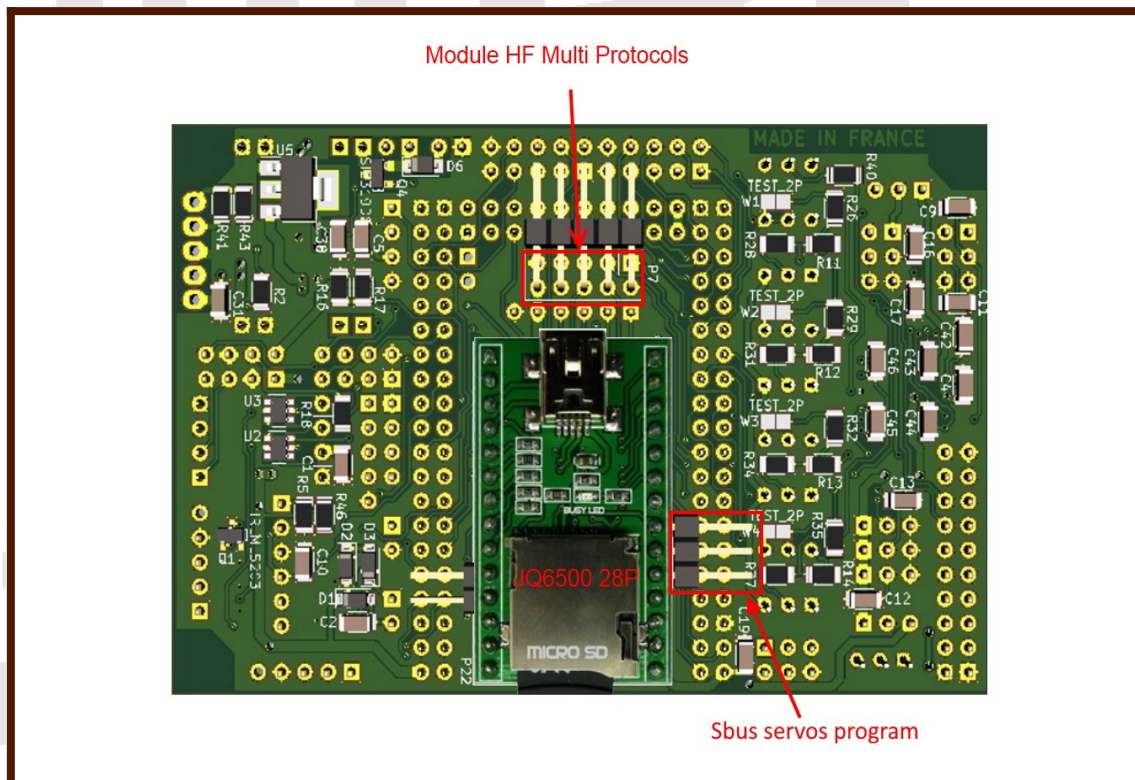 Module HF Multi Protocols
MADE IN FRANCE
U5
D6
Q4
R40
TEST_2P
W1
R26
C9
R41
R43
C38
C5
R28
R11
C16
P7
C31
R2
R16
R17
TEST_2P
W2
R29
C17
C11
C42
R31
R12
C46
C43
U3
R18
TEST_2P
W3
R32
C45
C44
U2
C1
R34
R13
R5
R46
BUSY LED
C13
TEST_2P
W4
R35
Q1
D2
D3
C10
JQ6500 28P
D1
C2
C12
C19
MICRO SD
P22
Sbus servos program